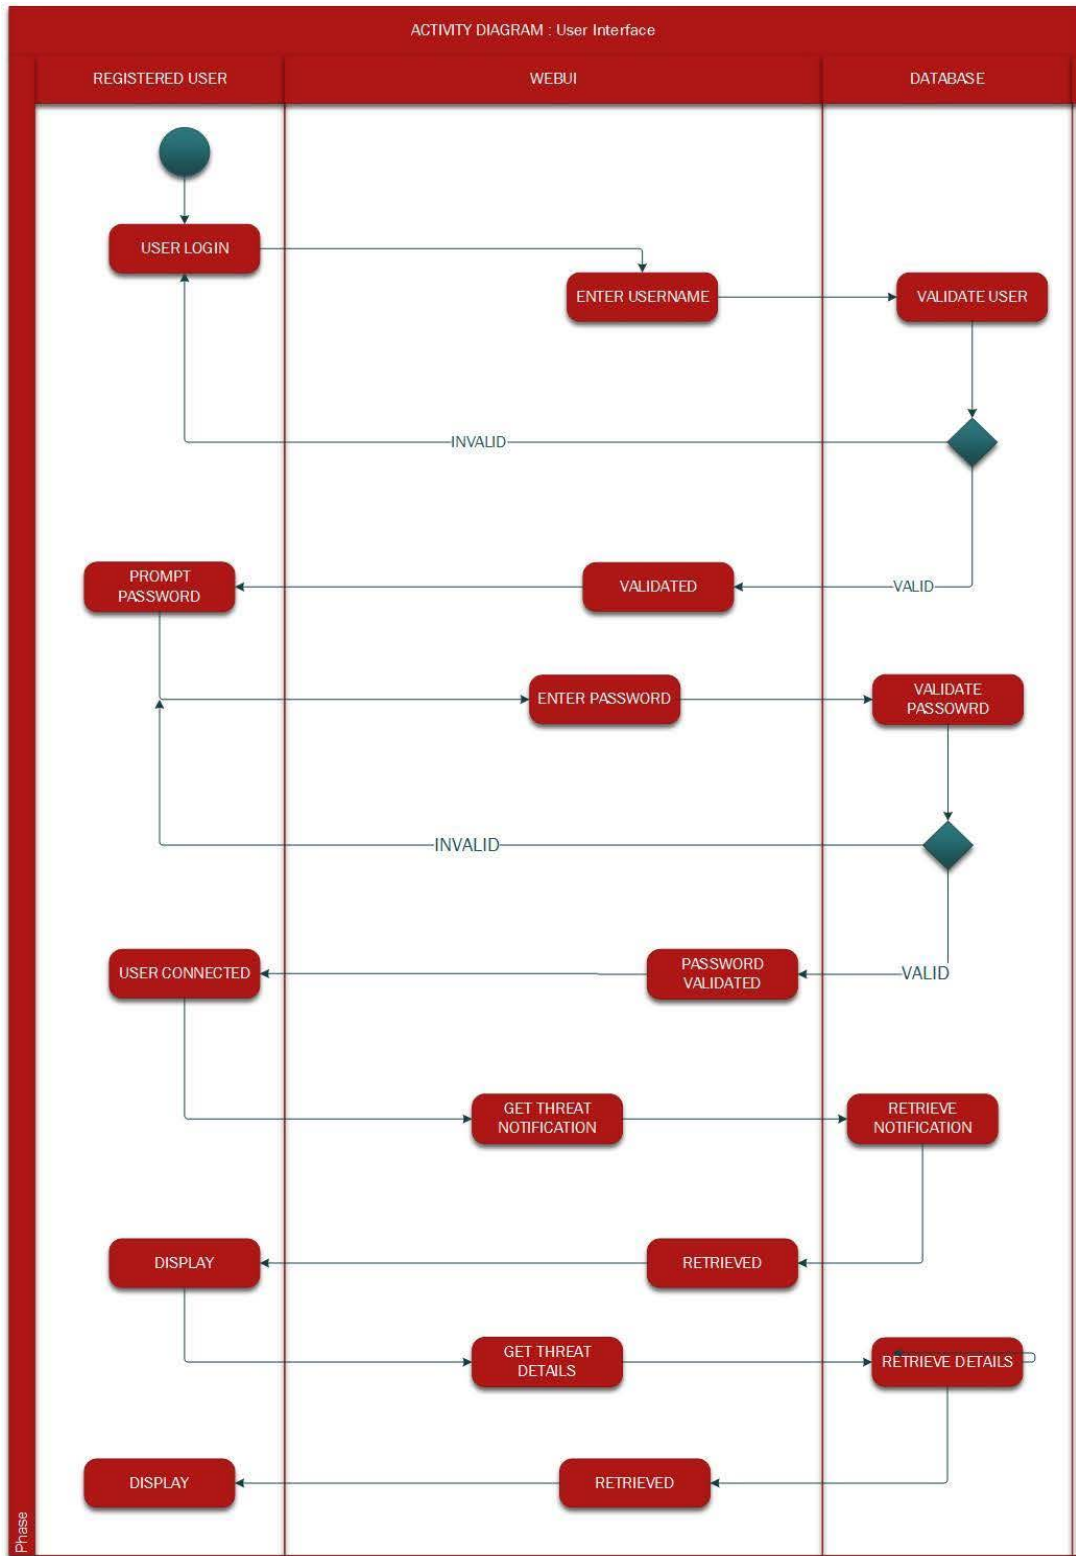 ACTIVITY DIAGRAM : User Interface
REGISTERED USER
WEBUI
DATABASE
USER LOGIN
ENTER USERNAME
VALIDATE USER
INVALID
PROMPT
PASSWORD
VALIDATED
VALID
ENTER PASSWORD
VALIDATE
PASSOWRD
INVALID
USER CONNECTED
PASSWORD
VALIDATED
VALID
GET THREAT
NOTIFICATION
RETRIEVE
NOTIFICATION
DISPLAY
RETRIEVED
GET THREAT
DETAILS
RETRIEVE DETAILS
DISPLAY
RETRIEVED
Phase